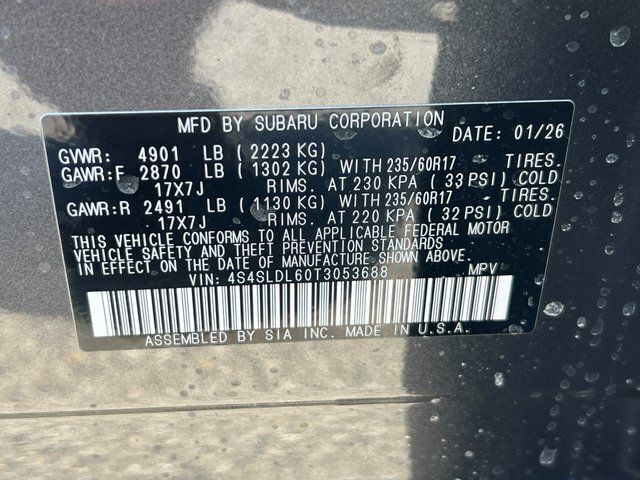 MFD BY SUBARU CORPORATION
DATE: 01/26
GVWR: 4901 LB ( 2223 KG)
GAWR:F 2870 LB ( 1302 KG) WITH 235/60R17 TIRES.
17X7J RIMS. AT 230 KPA ( 33 PSI) COLD
GAWR:R 2491 LB ( 1130 KG) WITH 235/60R17 TIRES.
17X7J RIMS. AT 220 KPA ( 32 PSI) COLD
THIS VEHICLE CONFORMS TO ALL APPLICABLE FEDERAL MOTOR
VEHICLE SAFETY AND THEFT PREVENTION STANDARDS
IN EFFECT ON THE DATE OF MANUFACTURE SHOWN ABOVE.
VIN: 4S4SLDL60T3053688 MPV
ASSEMBLED BY SIA INC. MADE IN U.S.A.